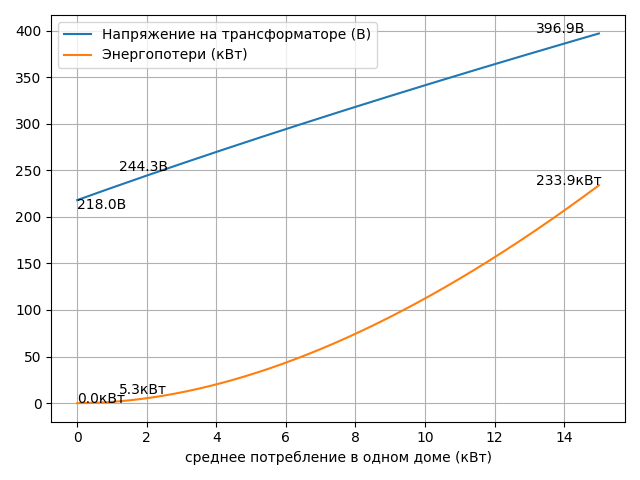 Напряжение на трансформаторе (В)
Энергопотери (кВт)
400
350
300
250
200
150
100
50
0
396.9В
244.3В
218.0В
233.9кВт
5.3кВт
0.0кВт
0 2 4 6 8 10 12 14
среднее потребление в одном доме (кВт)